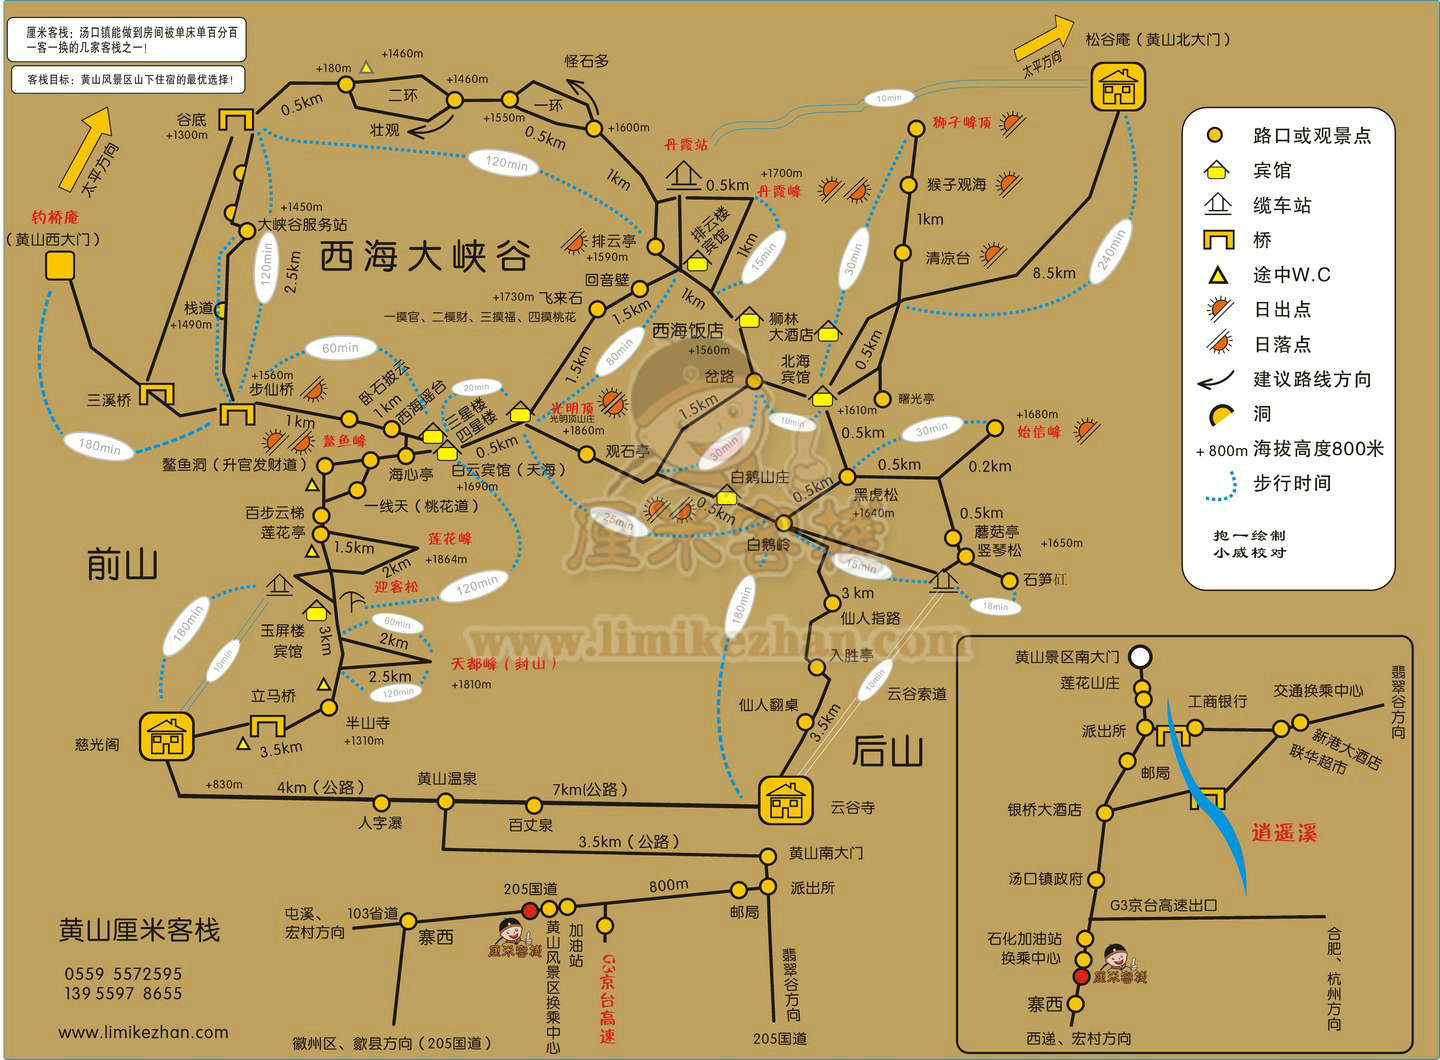 厘米客栈：汤口镇能做到房间被单床单百分百
一客一换的几家客栈之一！
客栈目标：黄山风景区山下住宿的最优选择！
太平方向
钓桥庵
（黄山西大门）
谷底
+1300m
0.5km
+180m
+1460m
二环
+1460m
壮观
+1550m
一环
0.5km
怪石多
+1600m
1km
120min
太平方向
松谷庵（黄山北大门）
10min
丹霞站
0.5km
+1700m
丹霞峰
狮子峰顶
猴子观海
1km
清凉台
8.5km
240min
30min
15min
1km
排云楼
宾馆
排云亭
+1590m
回音壁
+1730m 飞来石
一摸官、二模财、三摸福、四摸桃花
1.5km
1km
西海大峡谷
+1450m
大峡谷服务站
120min
2.5km
栈道
+1490m
60min
+1560m
步仙桥
三溪桥
180min
1km
卧石披云
1km
西海瑶台
20min
三星楼
四星楼
1.5km
80min
西海饭店
+1560m
狮林
大酒店
北海
宾馆
岔路
0.5km
1.5km
10min
+1610m
曙光亭
0.5km
30min
+1680m
始信峰
0.5km
0.2km
光明顶
光明顶山庄
+1860m
鳌鱼峰
鳌鱼洞（升官发财道）
海心亭
0.5km
白云宾馆（天海）
+1690m
一线天（桃花道）
观石亭
30min
白鹅山庄
0.5km
0.5km
黑虎松
+1640m
25min
白鹅岭
15min
0.5km
蘑菇亭
竖琴松
+1650m
石笋矼
18min
百步云梯
莲花亭
1.5km
莲花峰
+1864m
2km
迎客松
120min
前山
180min
10min
玉屏楼
宾馆
3km
60min
2km
2.5km
120min
天都峰（封山）
+1810m
立马桥
半山寺
+1310m
3.5km
慈光阁
180min
3 km
仙人指路
入胜亭
仙人翻桌
3.5km
10min
云谷索道
后山
云谷寺
+830m
4km（公路）
黄山温泉
7km(公路）
人字瀑
百丈泉
3.5km（公路）
黄山南大门
派出所
800m
邮局
205国道
屯溪、
宏村方向
103省道
寨西
厘米客栈
黄山风景区换乘中心
加油站
G3京台高速
翡翠谷方向
徽州区、歙县方向（205国道）
205国道
黄山厘米客栈
0559 5572595
139 5597 8655
www.limikezhan.com
厘米客栈
www.limikezhan.com
路口或观景点
宾馆
缆车站
桥
途中W.C
日出点
日落点
建议路线方向
洞
+ 800m 海拔高度800米
步行时间
抱一绘制
小威校对
黄山景区南大门
莲花山庄
派出所
工商银行
交通换乘中心
翡翠谷方向
新港大酒店
联华超市
邮局
银桥大酒店
逍遥溪
汤口镇政府
G3京台高速出口
石化加油站
换乘中心
厘米客栈
寨西
西递、宏村方向
合肥、杭州方向